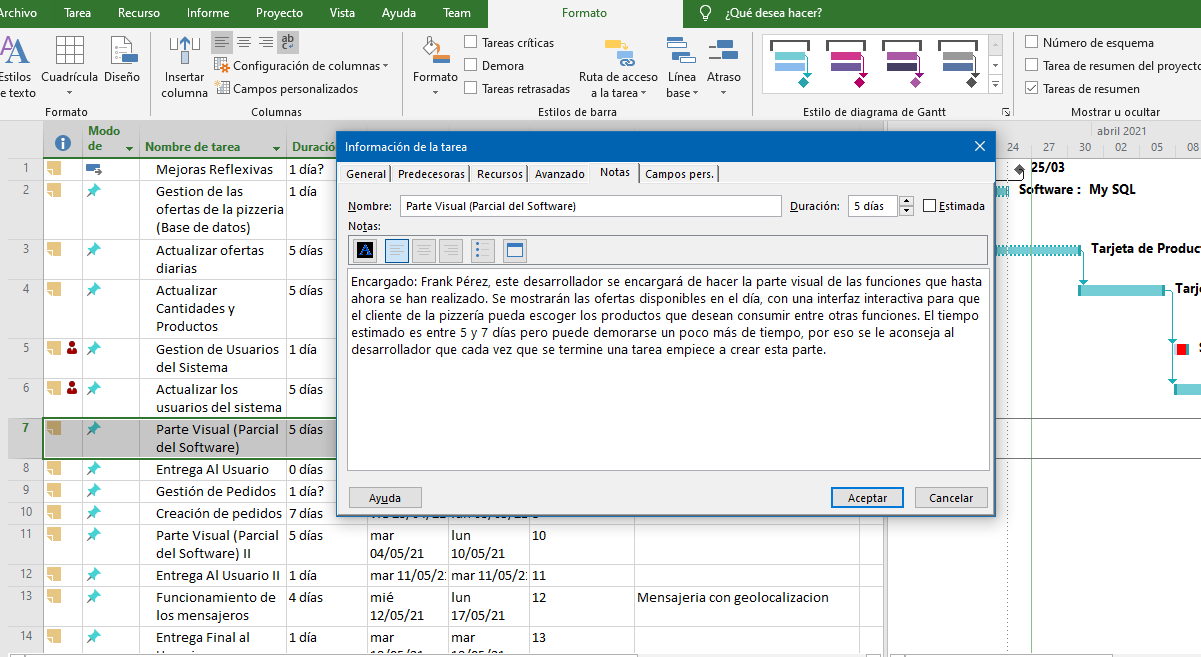 Archivo Tarea Recurso Informe Proyecto Vista Ayuda Team Formato ¿Qué desea hacer?
Estilos de texto
Cuadrícula
Diseño
Formato
Insertar columna
ab
c
Configuración de columnas
Campos personalizados
Columnas
Formato
Tareas críticas
Demora
Tareas retrasadas
Ruta de acceso a la tarea
Línea base
Atraso
Estilos de barra
Estilo de diagrama de Gantt
Número de esquema
Tarea de resumen del proyecto
Tareas de resumen
Mostrar u ocultar
Modo de
Nombre de tarea
Duració
abril 2021
24 27 30 02 05 08
1 Mejoras Reflexivas 1 día?
2 Gestion de las ofertas de la pizzeria (Base de datos) 1 día
3 Actualizar ofertas diarias 5 días
4 Actualizar Cantidades y Productos 5 días
5 Gestion de Usuarios del Sistema 1 día
6 Actualizar los usuarios del sistema 5 días
7 Parte Visual (Parcial del Software) 5 días
8 Entrega Al Usuario 0 días
9 Gestión de Pedidos 1 día?
10 Creación de pedidos 7 días
11 Parte Visual (Parcial del Software) II 5 días mar 04/05/21 lun 10/05/21 10
12 Entrega Al Usuario II 1 día mar 11/05/2 mar 11/05/2 11
13 Funcionamiento de los mensajeros 4 días mié 12/05/21 lun 17/05/21 12 Mensajeria con geolocalizacion
14 Entrega Final al 1 día mar mar 13
Información de la tarea
General Predecesoras Recursos Avanzado Notas Campos pers.
Nombre: Parte Visual (Parcial del Software) Duración: 5 días Estimada
Notas:
A
Encargado: Frank Pérez, este desarrollador se encargará de hacer la parte visual de las funciones que hasta
ahora se han realizado. Se mostrarán las ofertas disponibles en el día, con una interfaz interactiva para que
el cliente de la pizzería pueda escoger los productos que desean consumir entre otras funciones. El tiempo
estimado es entre 5 y 7 días pero puede demorarse un poco más de tiempo, por eso se le aconseja al
desarrollador que cada vez que se termine una tarea empiece a crear esta parte.
Ayuda Aceptar Cancelar
25/03
Software : My SQL
Tarjeta de Produc
Tarje